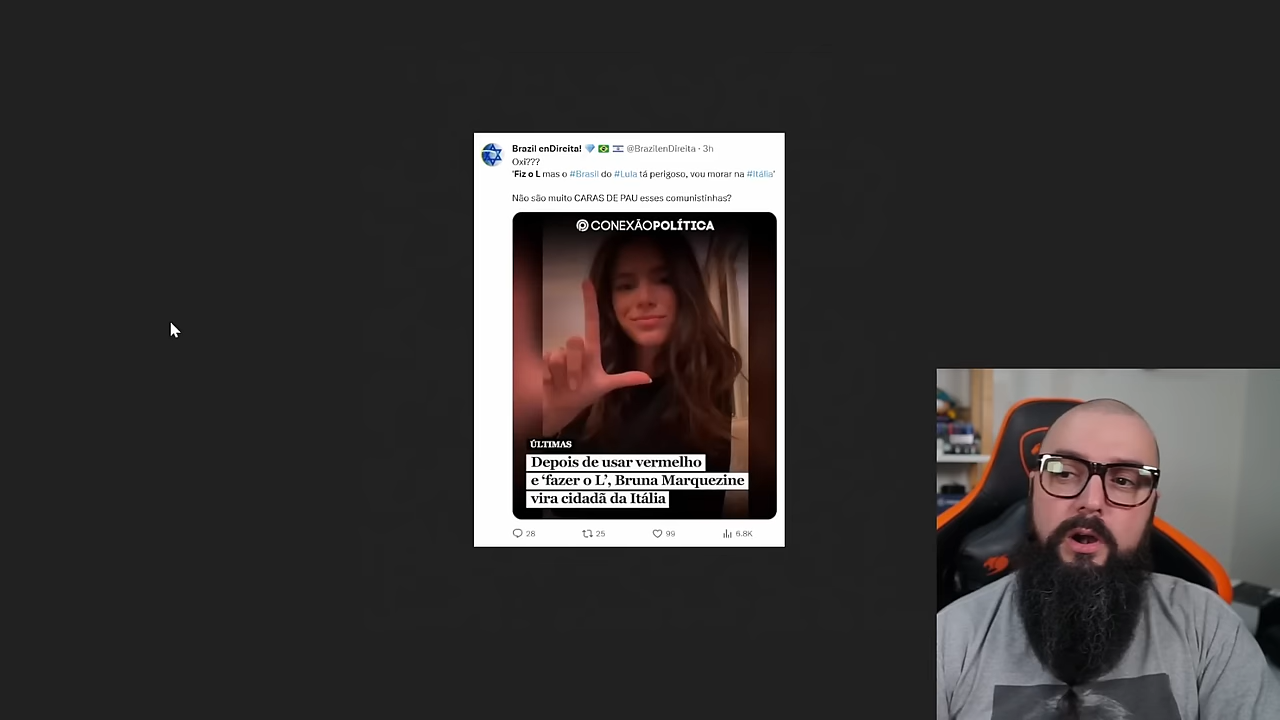 Brazil enDireita! @BrazilenDireita · 3h
Oxi???
'Fiz o L mas o #Brasil do #Lula tá perigoso, vou morar na #Itália'
Não são muito CARAS DE PAU esses comunistinhas?
CONEXÃOPOLÍTICA
ÚLTIMAS
Depois de usar vermelho
e ‘fazer o L’, Bruna Marquezine
vira cidadã da Itália
28 25 99 6.8K